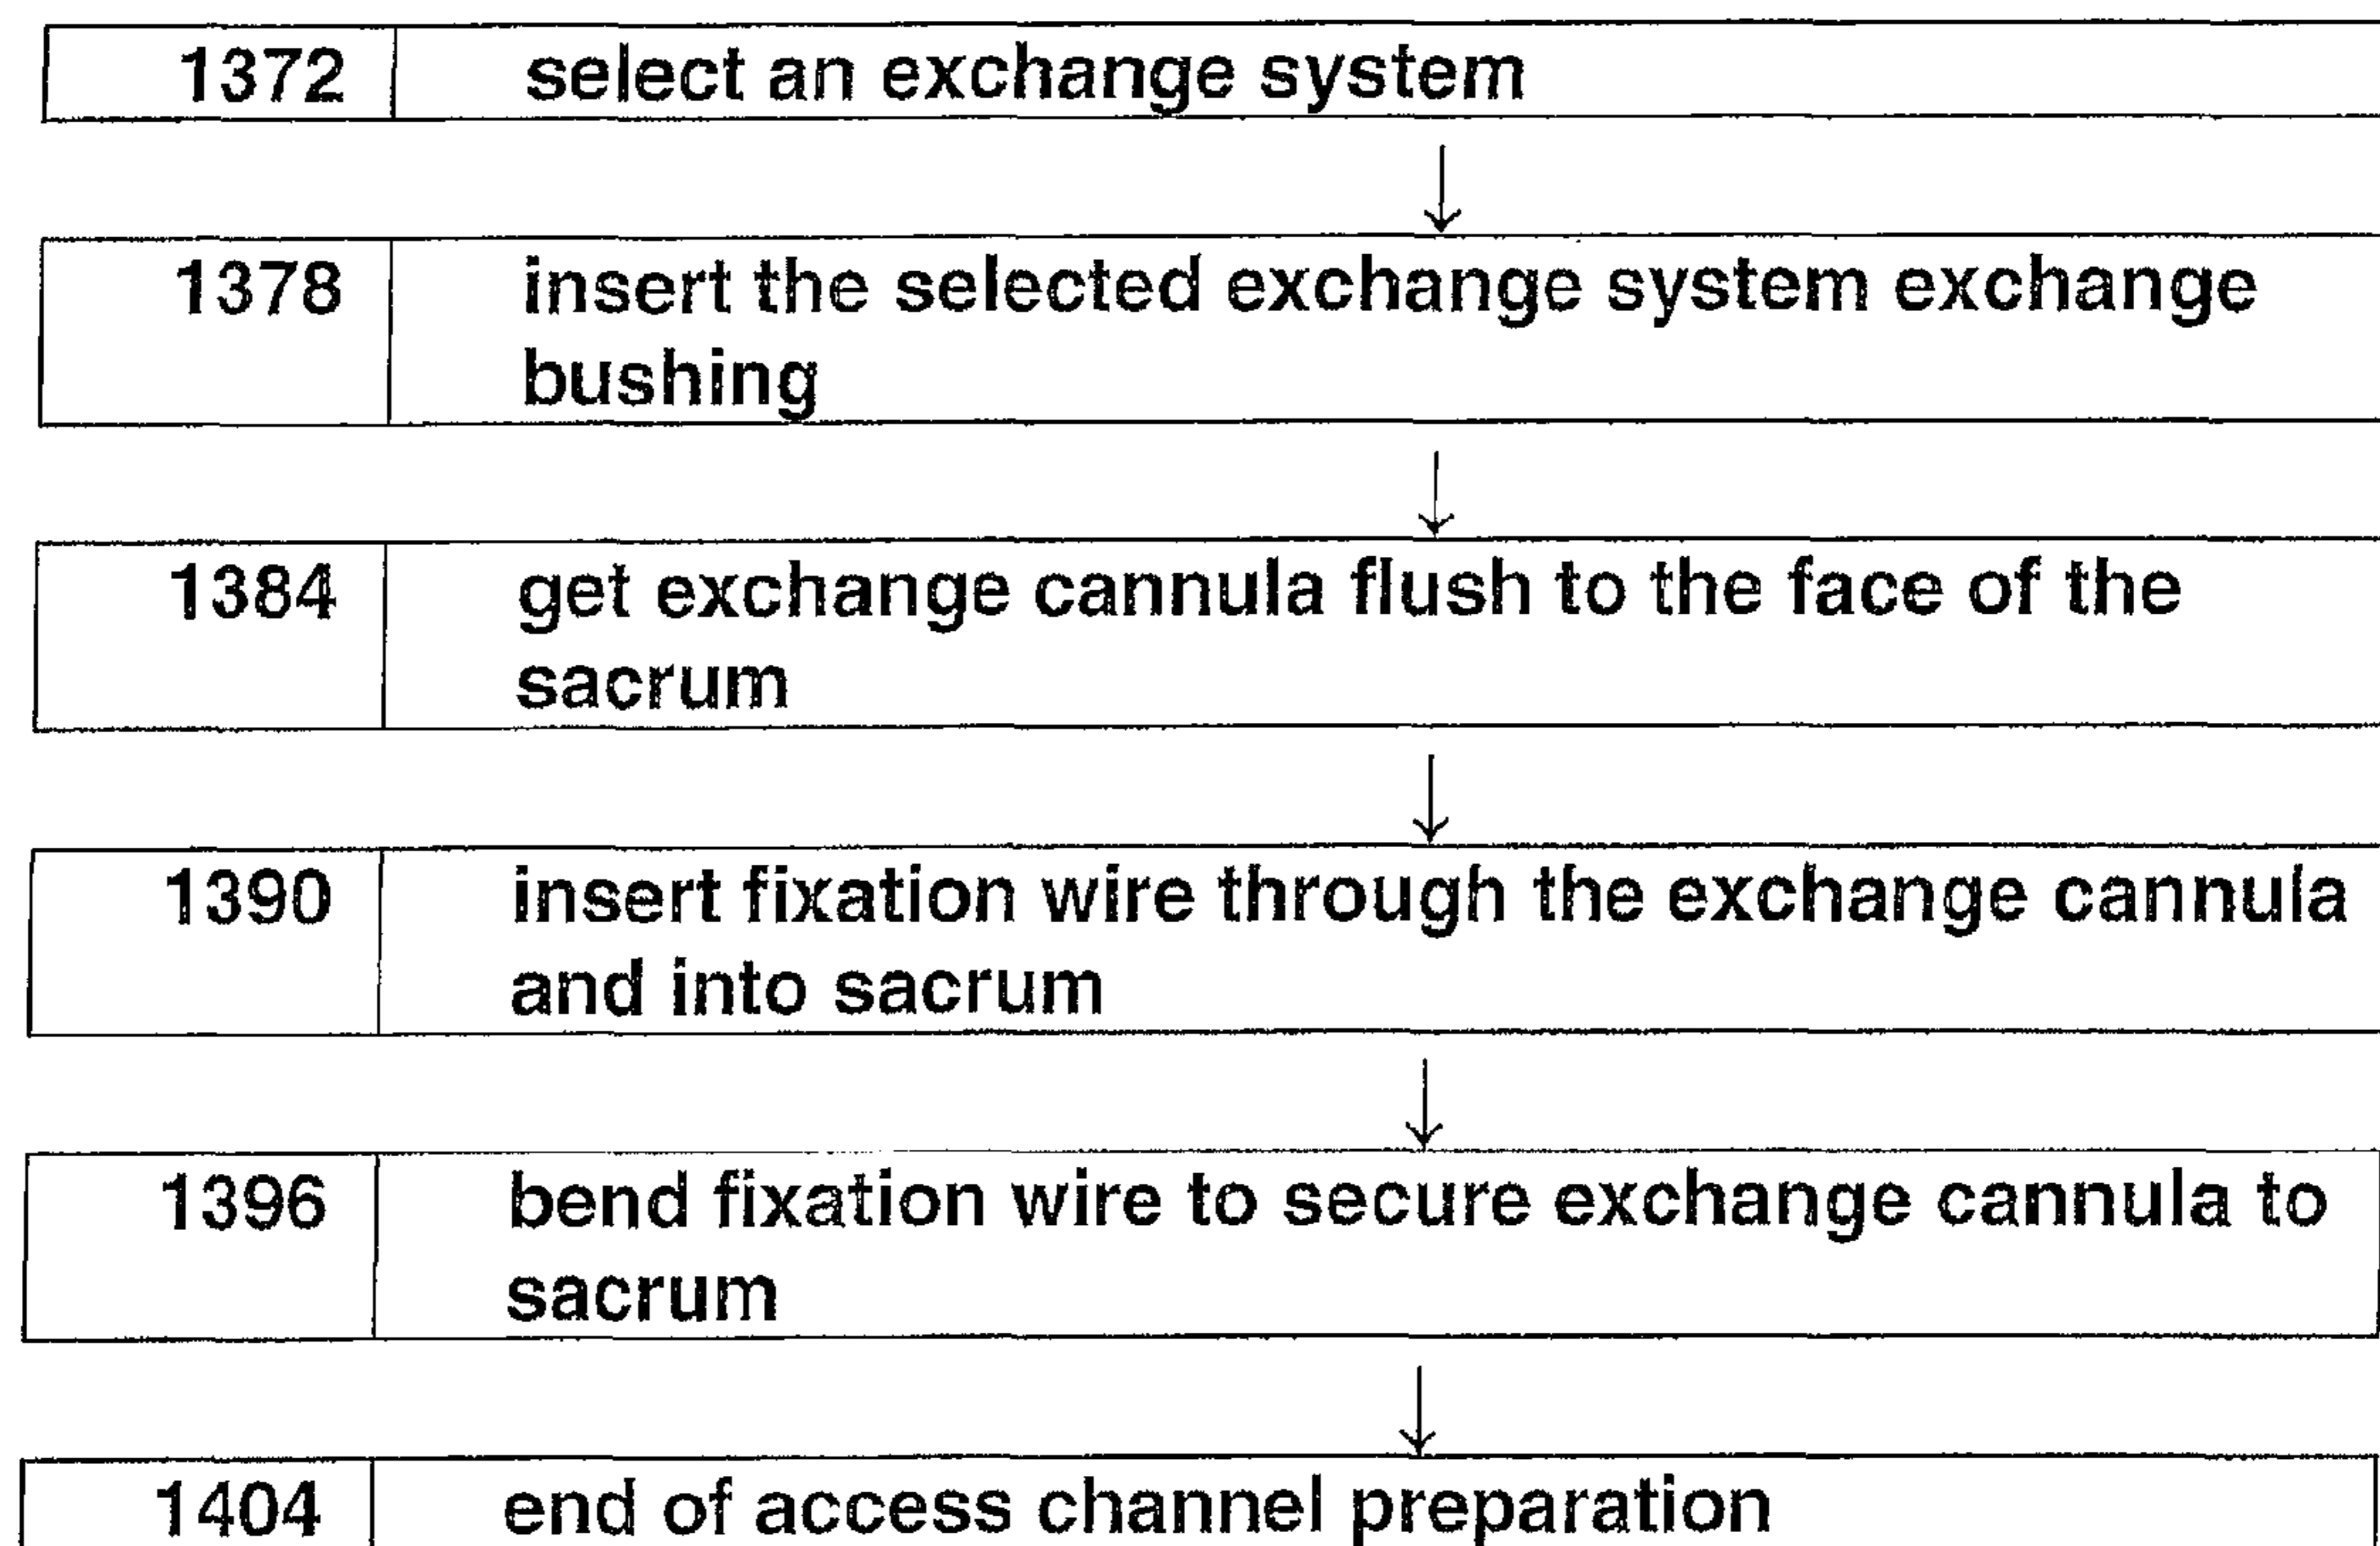 1372 select an exchange system
1378 insert the selected exchange system exchange
bushing
1384 get exchange cannula flush to the face of the
sacrum
1390 insert fixation wire through the exchange cannula
and into sacrum
1396 bend fixation wire to secure exchange cannula to
sacrum
1404 end of access channel preparation